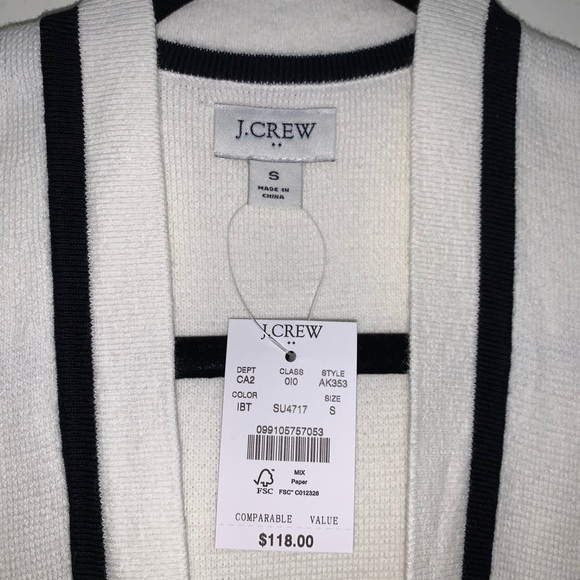 J.CREW
S
MADE IN
CHINA
J.CREW
DEPT CLASS STYLE
CA2 010 AK353
COLOR SIZE
IBT SU4717 S
099105757053
MIX
Paper
FSC FSC® C012326
COMPARABLE VALUE
$118.00